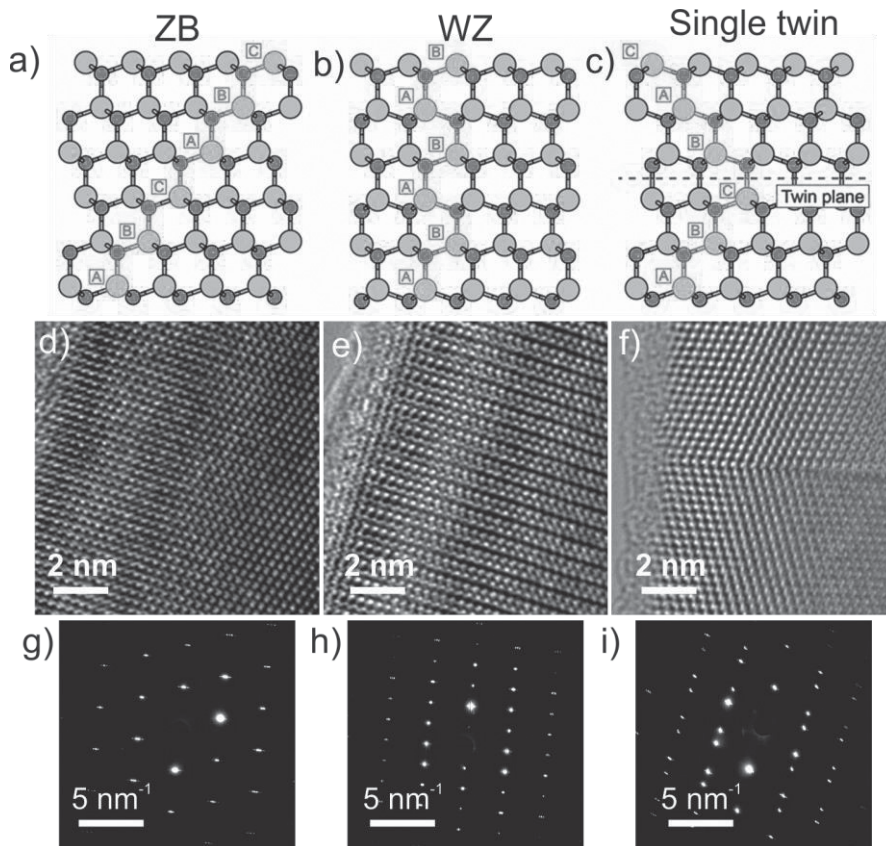 ZB
WZ
Single twin
a)
C
B
A
C
B
A
b)
B
A
B
A
B
A
c)
C
A
B
Twin plane
C
B
A
d)
2 nm
e)
2 nm
f)
2 nm
g)
5 nm⁻¹
h)
5 nm⁻¹
i)
5 nm⁻¹